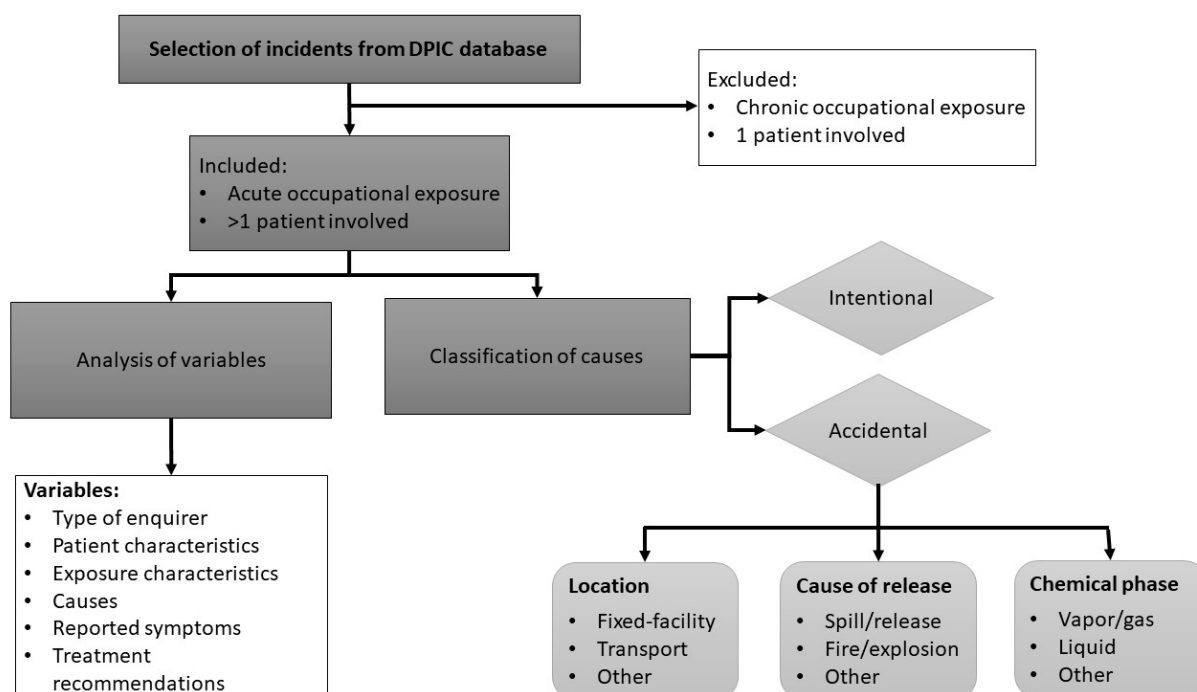 Selection of incidents from DPIC database
Excluded:
• Chronic occupational exposure
• 1 patient involved
Included:
• Acute occupational exposure
• >1 patient involved
Analysis of variables
Classification of causes
Intentional
Accidental
Variables:
• Type of enquirer
• Patient characteristics
• Exposure characteristics
• Causes
• Reported symptoms
• Treatment
recommendations
Location
• Fixed-facility
• Transport
• Other
Cause of release
• Spill/release
• Fire/explosion
• Other
Chemical phase
• Vapor/gas
• Liquid
• Other